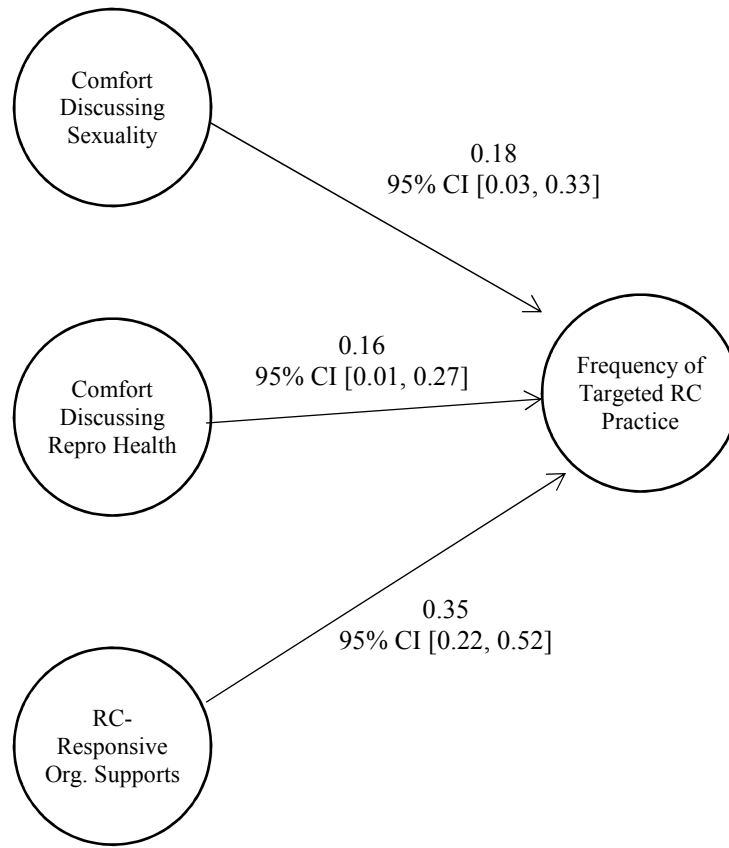 Comfort
Discussing
Sexuality
0.18
95% CI [0.03, 0.33]
Comfort
Discussing
Repro Health
0.16
95% CI [0.01, 0.27]
Frequency of
Targeted RC
Practice
0.35
95% CI [0.22, 0.52]
RC-
Responsive
Org. Supports